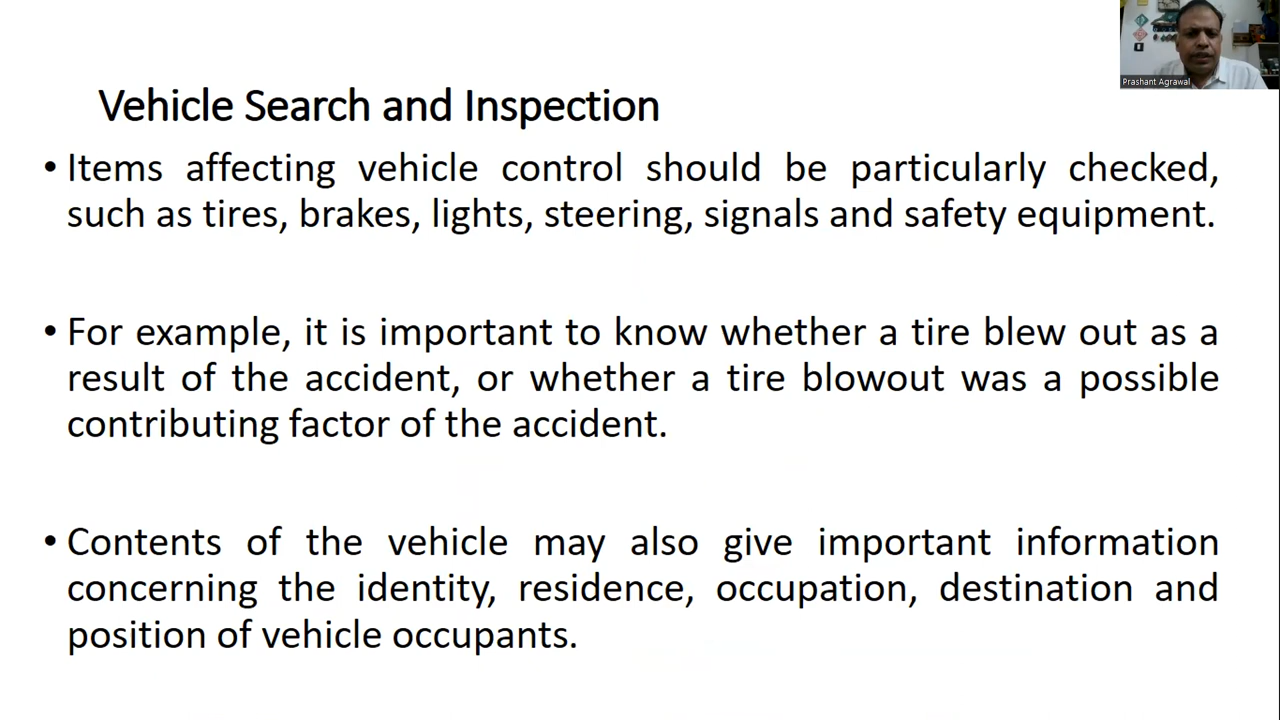 Prashant Agrawal
Vehicle Search and Inspection
• Items affecting vehicle control should be particularly checked,
such as tires, brakes, lights, steering, signals and safety equipment.
• For example, it is important to know whether a tire blew out as a
result of the accident, or whether a tire blowout was a possible
contributing factor of the accident.
• Contents of the vehicle may also give important information
concerning the identity, residence, occupation, destination and
position of vehicle occupants.